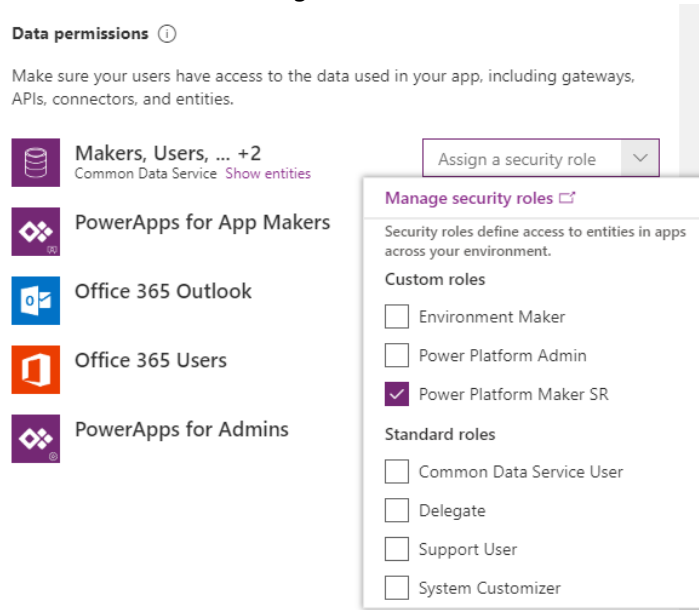 Data permissions
Make sure your users have access to the data used in your app, including gateways,
APIs, connectors, and entities.
Makers, Users, ... +2
Common Data Service Show entities
Assign a security role
Manage security roles
Security roles define access to entities in apps
across your environment.
Custom roles
Environment Maker
Power Platform Admin
Power Platform Maker SR
Standard roles
Common Data Service User
Delegate
Support User
System Customizer
PowerApps for App Makers
Office 365 Outlook
Office 365 Users
PowerApps for Admins